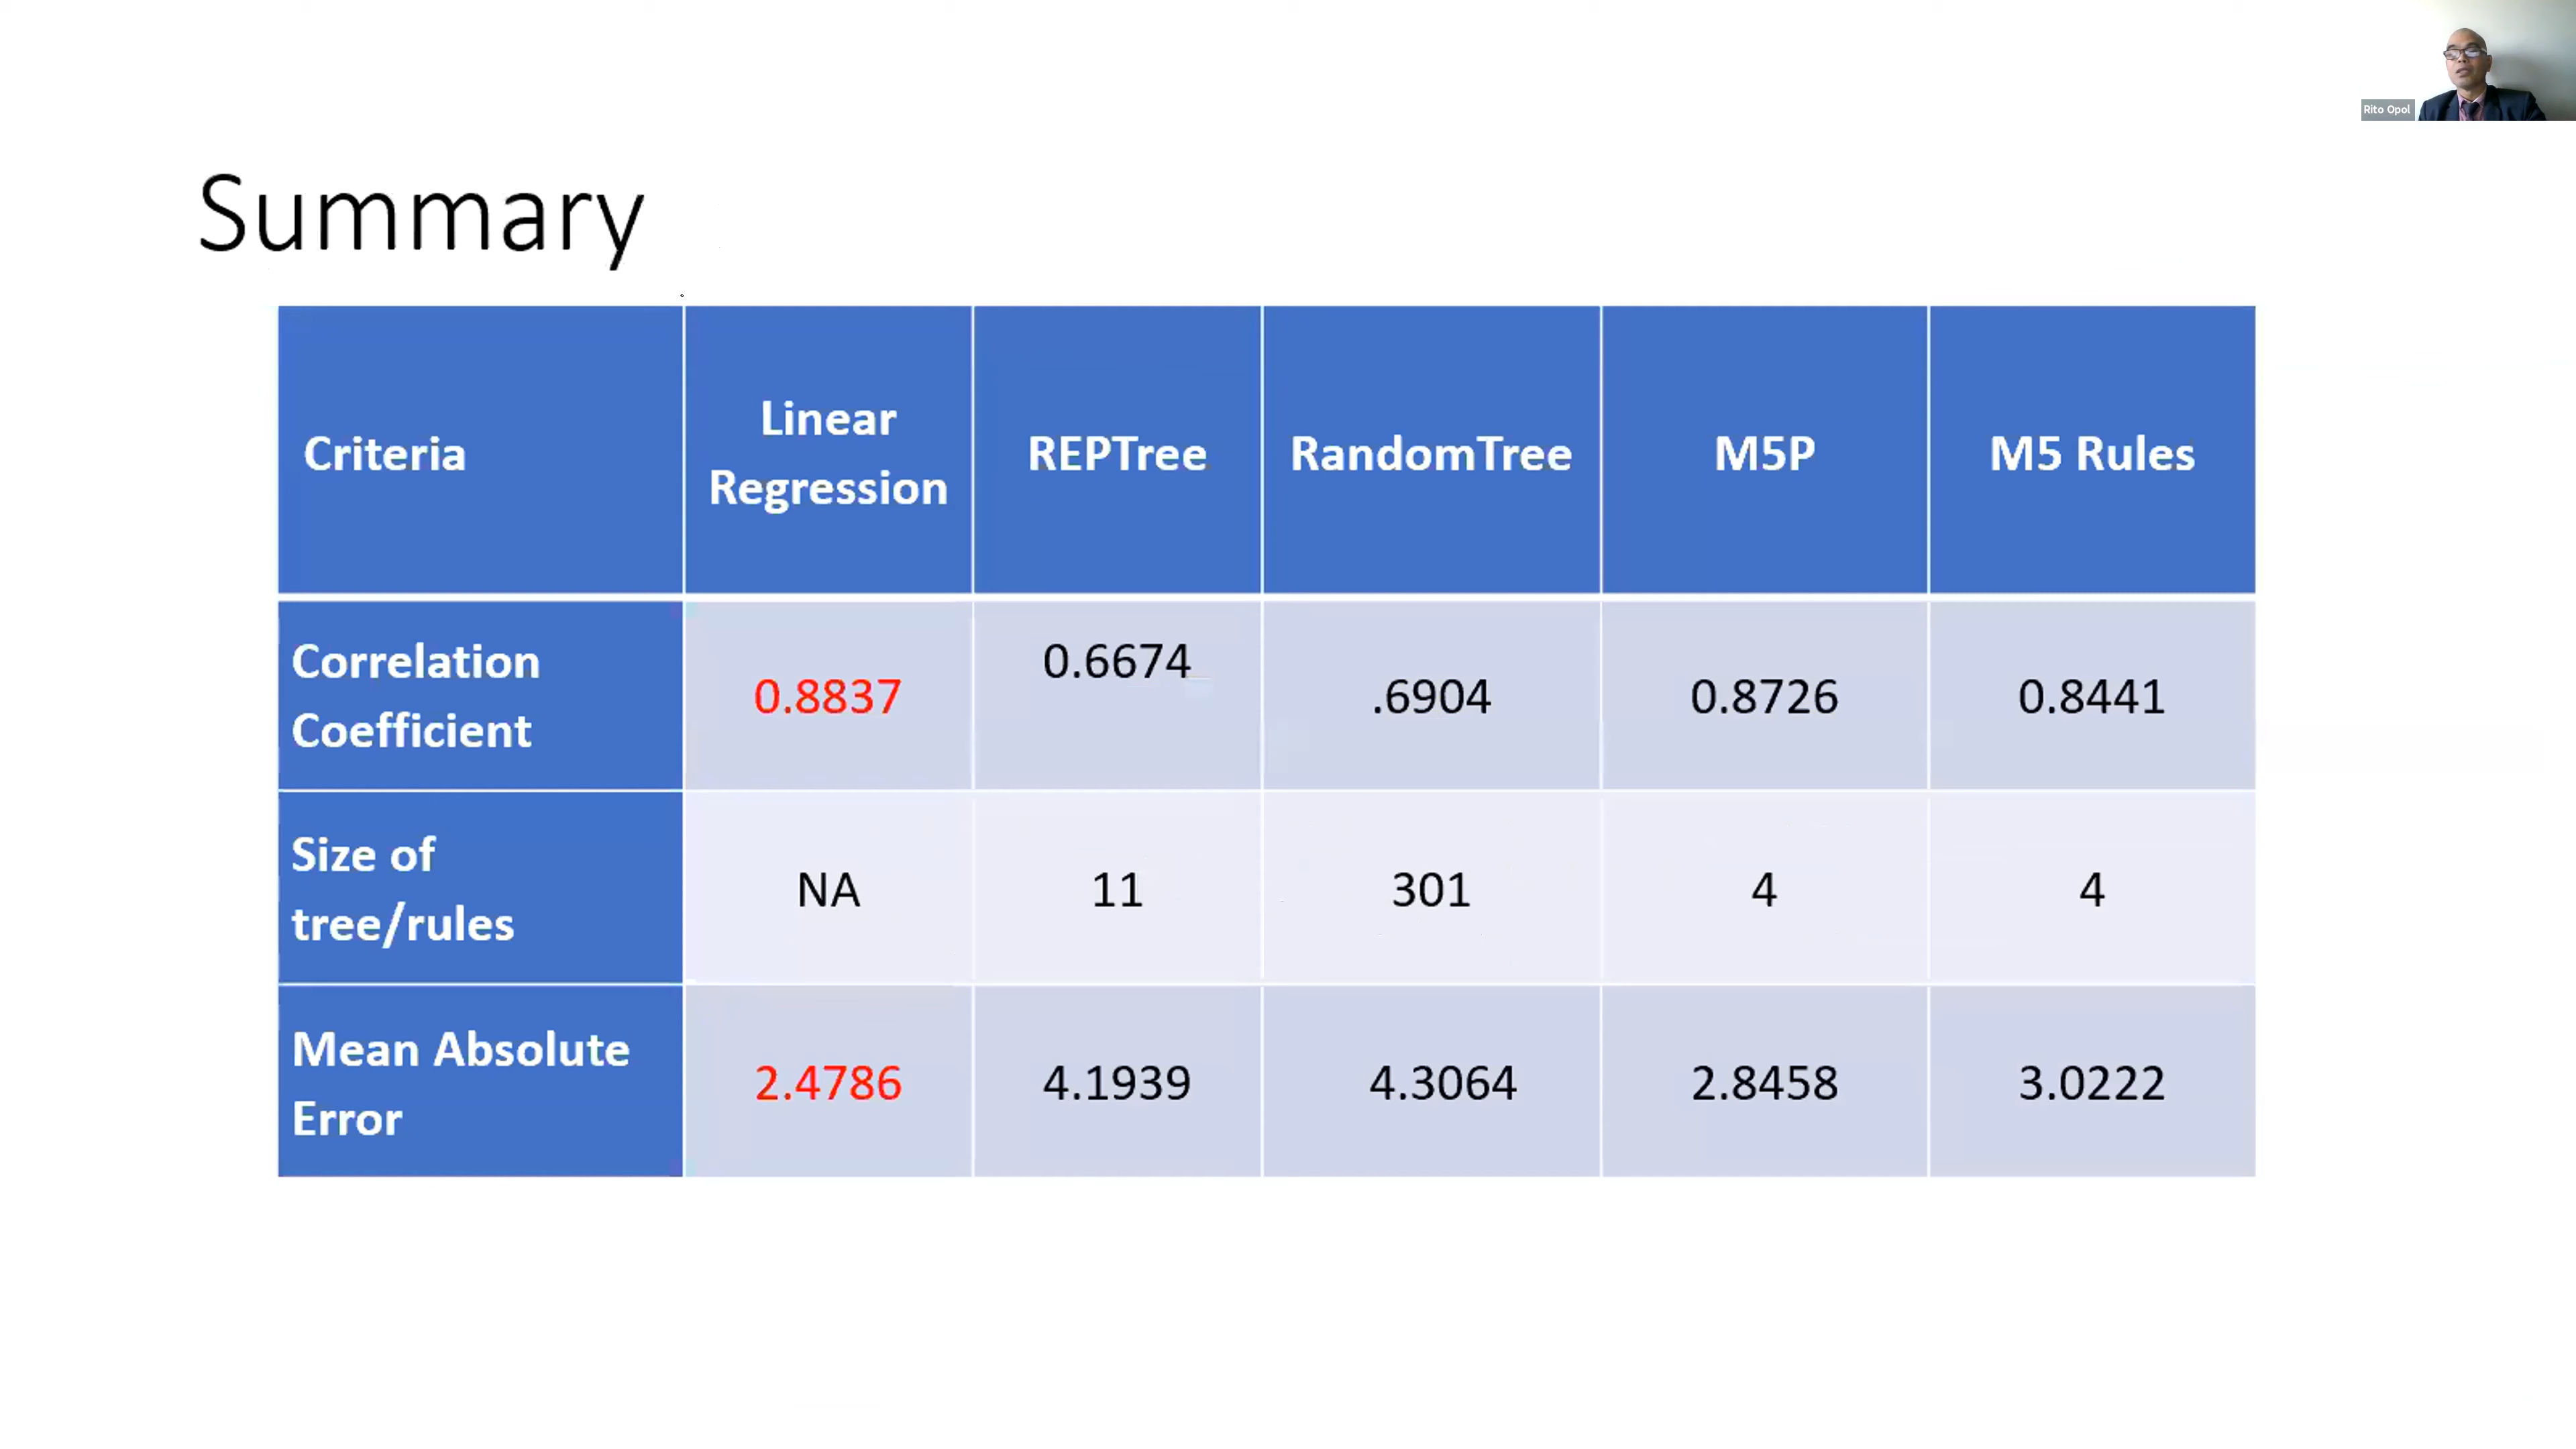 Rito Opol
Summary
Criteria
Linear
Regression
REPTree
RandomTree
M5P
M5 Rules
Correlation
Coefficient
0.8837
0.6674
.6904
0.8726
0.8441
Size of
tree/rules
NA
11
301
4
4
Mean Absolute
Error
2.4786
4.1939
4.3064
2.8458
3.0222